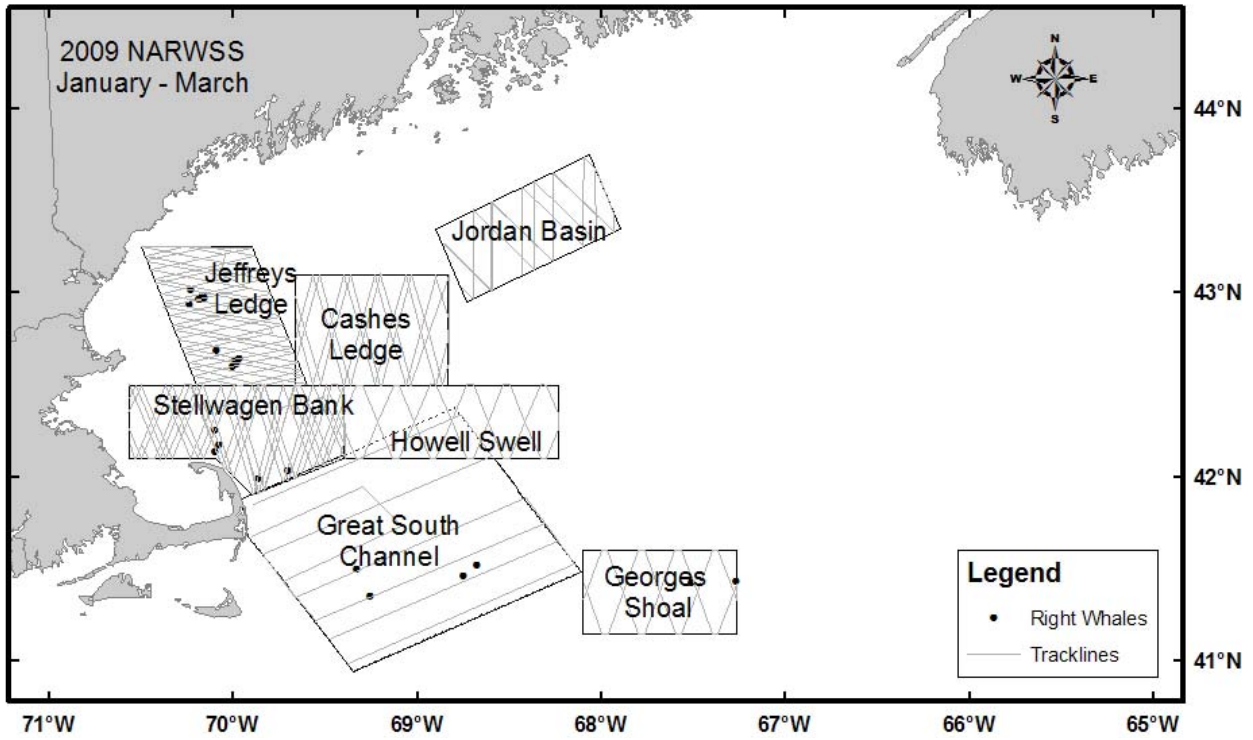 2009 NARWSS
January - March
N
W
E
S
44°N
Jordan Basin
Jeffreys
Ledge
43°N
Cashes
Ledge
Stellwagen Bank
Howell Swell
42°N
Great South
Channel
Georges
Shoal
Legend
Right Whales
Tracklines
41°N
71°W
70°W
69°W
68°W
67°W
66°W
65°W